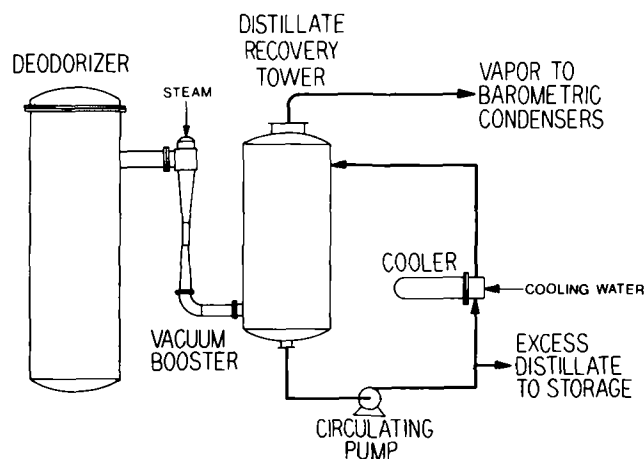 DISTILLATE
RECOVERY
TOWER
DEODORIZER
STEAM
VAPOR TO
BAROMETRIC
CONDENSERS
COOLER
COOLING WATER
VACUUM
BOOSTER
EXCESS
DISTILLATE
TO STORAGE
CIRCULATING
PUMP